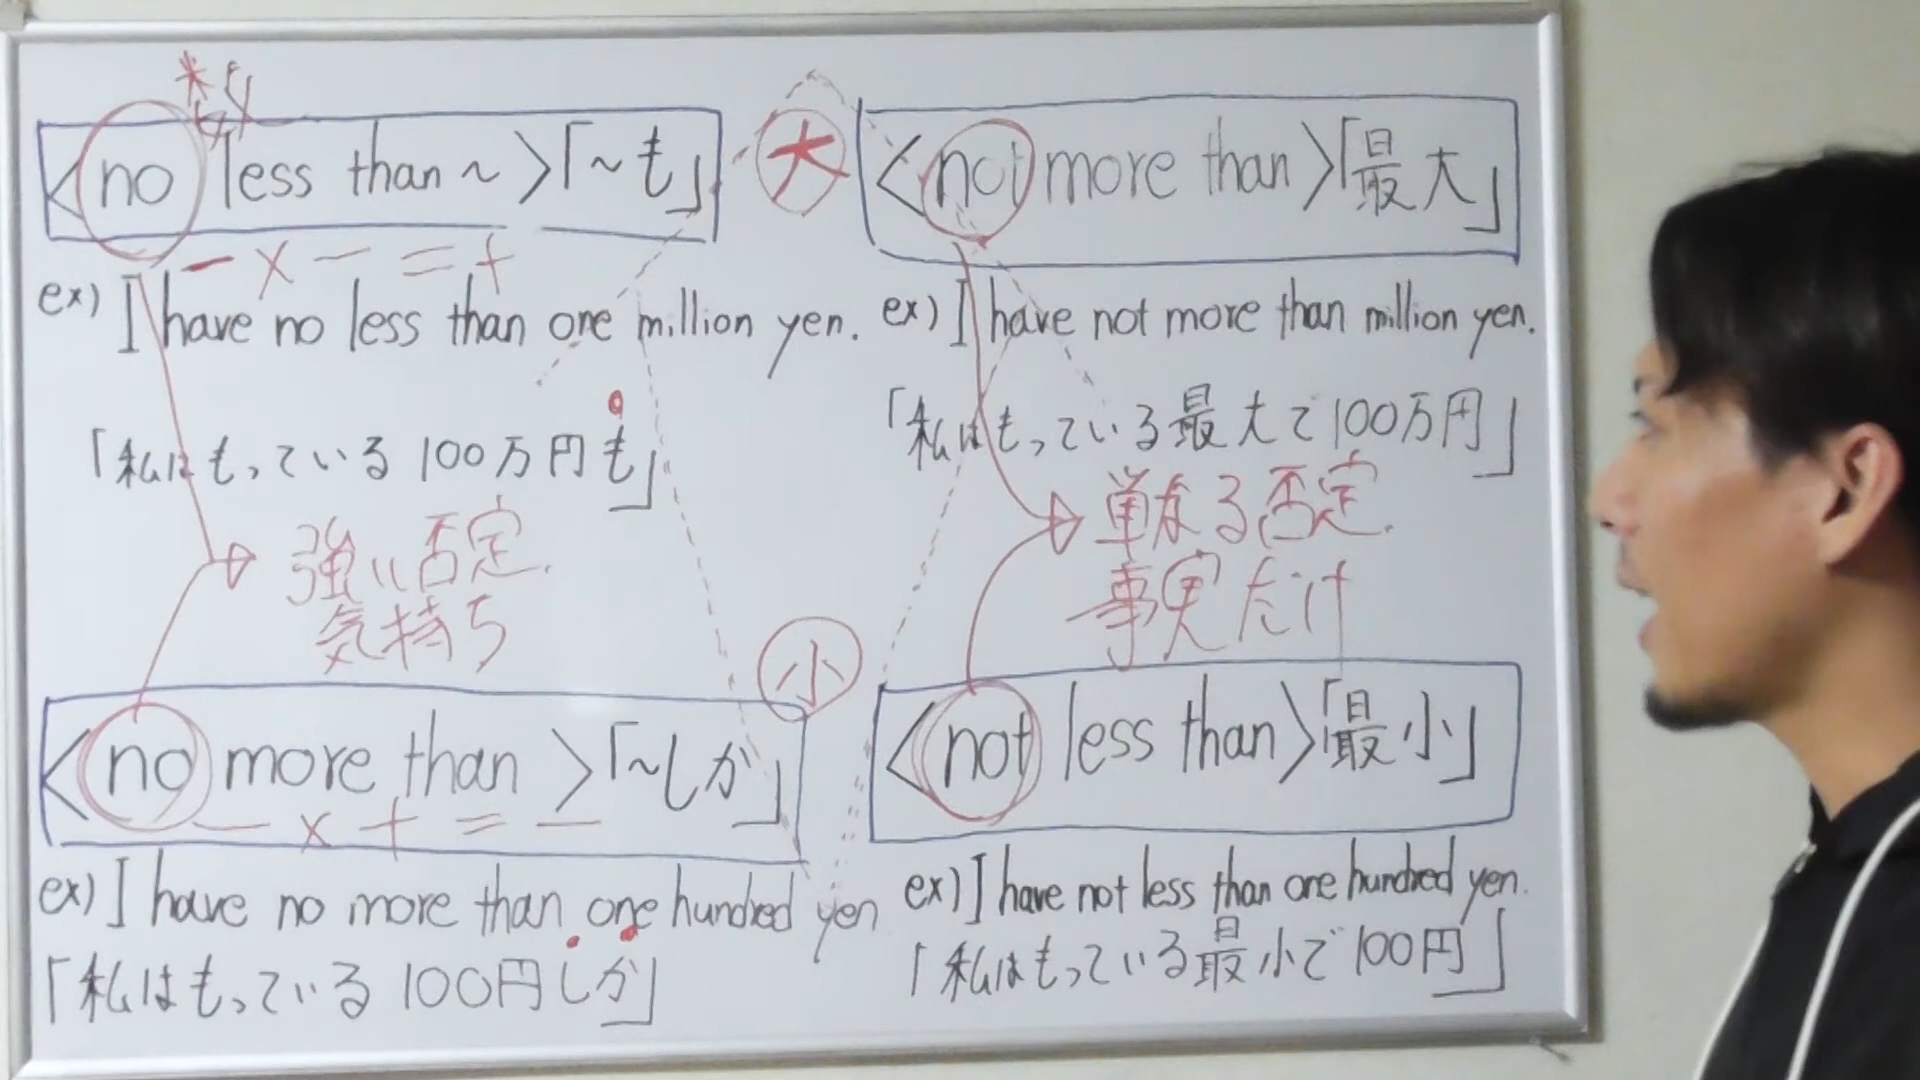 <no less than ~>「~も」
- × - = +
ex) I have no less than one million yen.
「私はもっている 100万円も」
強い否定.
気持ち
<no more than >「~しか」
- × + = -
ex) I have no more than one hundred yen
「私はもっている 100円しか」
大
小
<not more than>「最大」
ex) I have not more than million yen.
「私はもっている最大で100万円」
単なる否定.
事実だけ
<not less than>「最小」
ex) I have not less than one hundred yen.
「私はもっている最小で100円」